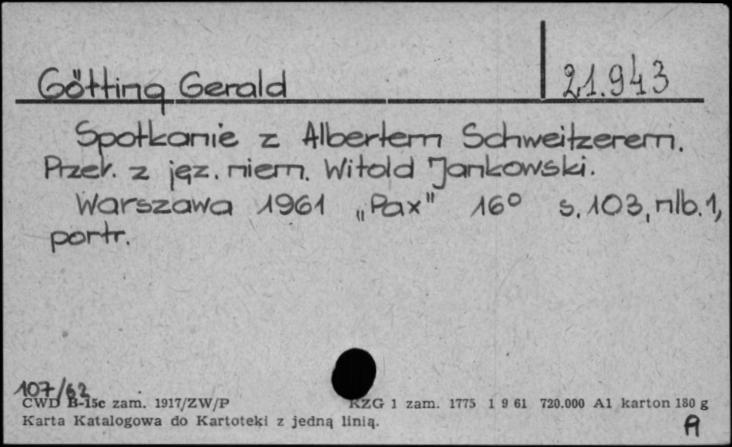 Götting Gerald 21.943
Spotkanie z Albertem Schweitzerem.
Przeł. z jęz. niem. Witold Jankowski.
Warszawa 1961 „Pax" 16° s. 103, nlb. 1,
portr.
107/62
CWD B-15c zam. 1917/ZW/P KZG 1 zam. 1775 1 9 61 720.000 A1 karton 180 g
Karta Katalogowa do Kartoteki z jedną linią.
A